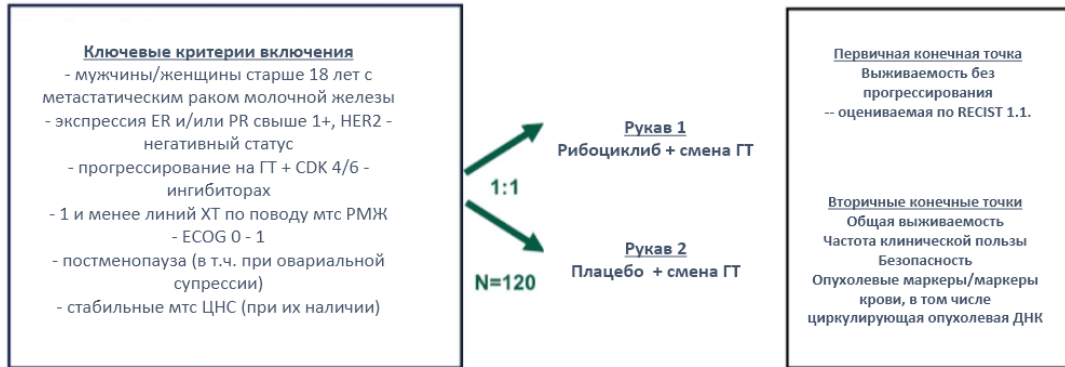 Ключевые критерии включения
- мужчины/женщины старше 18 лет с
метастатическим раком молочной железы
- экспрессия ER и/или PR свыше 1+, HER2 -
негативный статус
- прогрессирование на ГТ + CDK 4/6 -
ингибиторах
- 1 и менее линий ХТ по поводу мтс РМЖ
- ECOG 0 - 1
- постменопауза (в т.ч. при овариальной
супрессии)
- стабильные мтс ЦНС (при их наличии)
1:1
N=120
Рукав 1
Рибоциклиб + смена ГТ
Рукав 2
Плацебо + смена ГТ
Первичная конечная точка
Выживаемость без
прогрессирования
-- оцениваемая по RECIST 1.1.
Вторичные конечные точки
Общая выживаемость
Частота клинической пользы
Безопасность
Опухолевые маркеры/маркеры
крови, в том числе
циркулирующая опухолевая ДНК